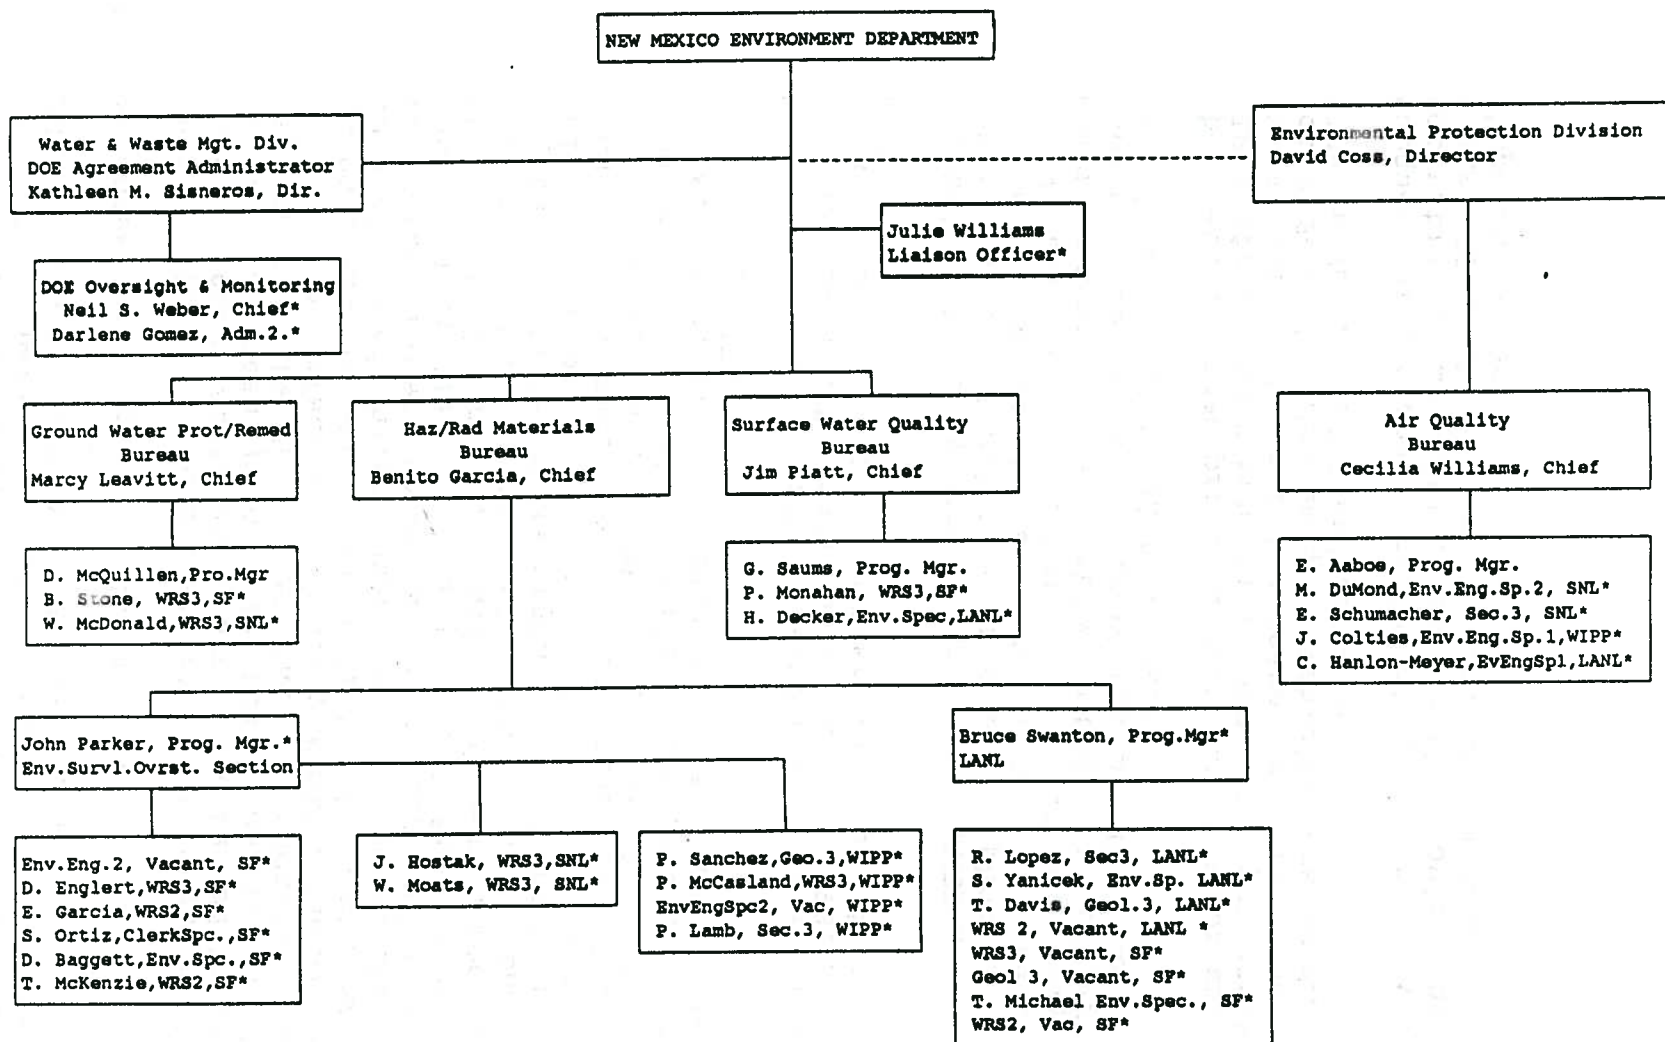 NEW MEXICO ENVIRONMENT DEPARTMENT
Water & Waste Mgt. Div.
DOE Agreement Administrator
Kathleen M. Sisneros, Dir.
Environmental Protection Division
David Coss, Director
Julie Williams
Liaison Officer*
DOE Oversight & Monitoring
Neil S. Weber, Chief*
Darlene Gomez, Adm.2.*
Ground Water Prot/Remed
Bureau
Marcy Leavitt, Chief
Haz/Rad Materials
Bureau
Benito Garcia, Chief
Surface Water Quality
Bureau
Jim Piatt, Chief
Air Quality
Bureau
Cecilia Williams, Chief
D. McQuillen,Pro.Mgr
B. Stone, WRS3,SF*
W. McDonald,WRS3,SNL*
G. Saums, Prog. Mgr.
P. Monahan, WRS3,SF*
H. Decker,Env.Spec,LANL*
E. Aaboe, Prog. Mgr.
M. DuMond,Env.Eng.Sp.2, SNL*
E. Schumacher, Sec.3, SNL*
J. Colties,Env.Eng.Sp.1,WIPP*
C. Hanlon-Meyer,EvEngSp1,LANL*
John Parker, Prog. Mgr.*
Env.Survl.Ovrst. Section
Bruce Swanton, Prog.Mgr*
LANL
Env.Eng.2, Vacant, SF*
D. Englert,WRS3,SF*
E. Garcia,WRS2,SF*
S. Ortiz,ClerkSpc.,SF*
D. Baggett,Env.Spc.,SF*
T. McKenzie,WRS2,SF*
J. Hostak, WRS3,SNL*
W. Moats, WRS3, SNL*
P. Sanchez,Geo.3,WIPP*
P. McCasland,WRS3,WIPP*
EnvEngSpc2, Vac, WIPP*
P. Lamb, Sec.3, WIPP*
R. Lopez, Sec3, LANL*
S. Yanicek, Env.Sp. LANL*
T. Davis, Geol.3, LANL*
WRS 2, Vacant, LANL *
WRS3, Vacant, SF*
Geol 3, Vacant, SF*
T. Michael Env.Spec., SF*
WRS2, Vac, SF*